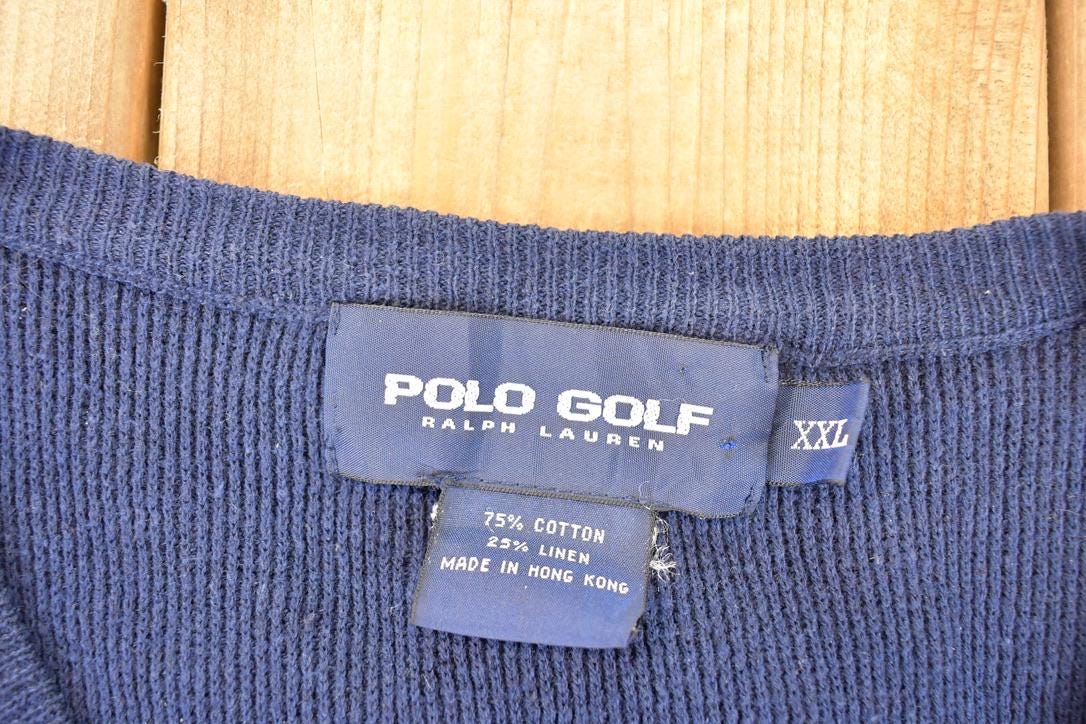 POLO GOLF
RALPH LAUREN
XXL
75% COTTON
25% LINEN
MADE IN HONG KONG